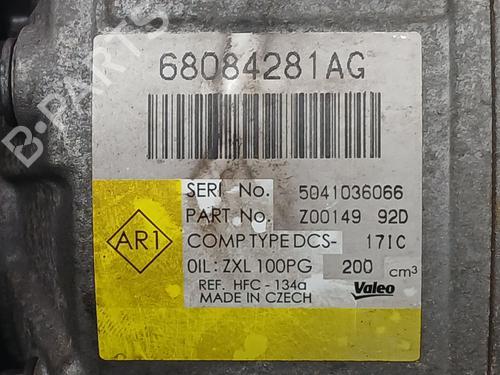 68084281AG
SERI No. 5041036066
PART No. Z00149 92D
AR1
COMP TYPE DCS- 171C
OIL: ZXL 100PG 200 cm³
REF. HFC - 134a
MADE IN CZECH
Valeo
B-PARTS